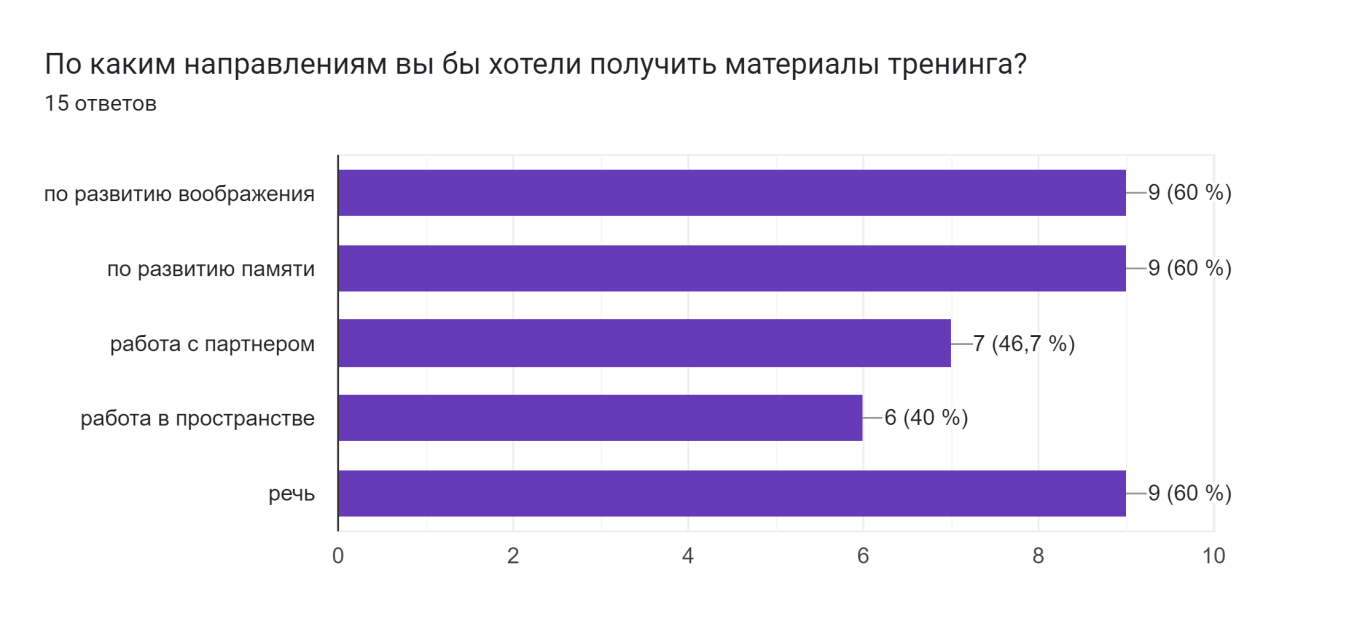 По каким направлениям вы бы хотели получить материалы тренинга?
15 ответов
по развитию воображения 9 (60 %)
по развитию памяти 9 (60 %)
работа с партнером 7 (46,7 %)
работа в пространстве 6 (40 %)
речь 9 (60 %)
0 2 4 6 8 10